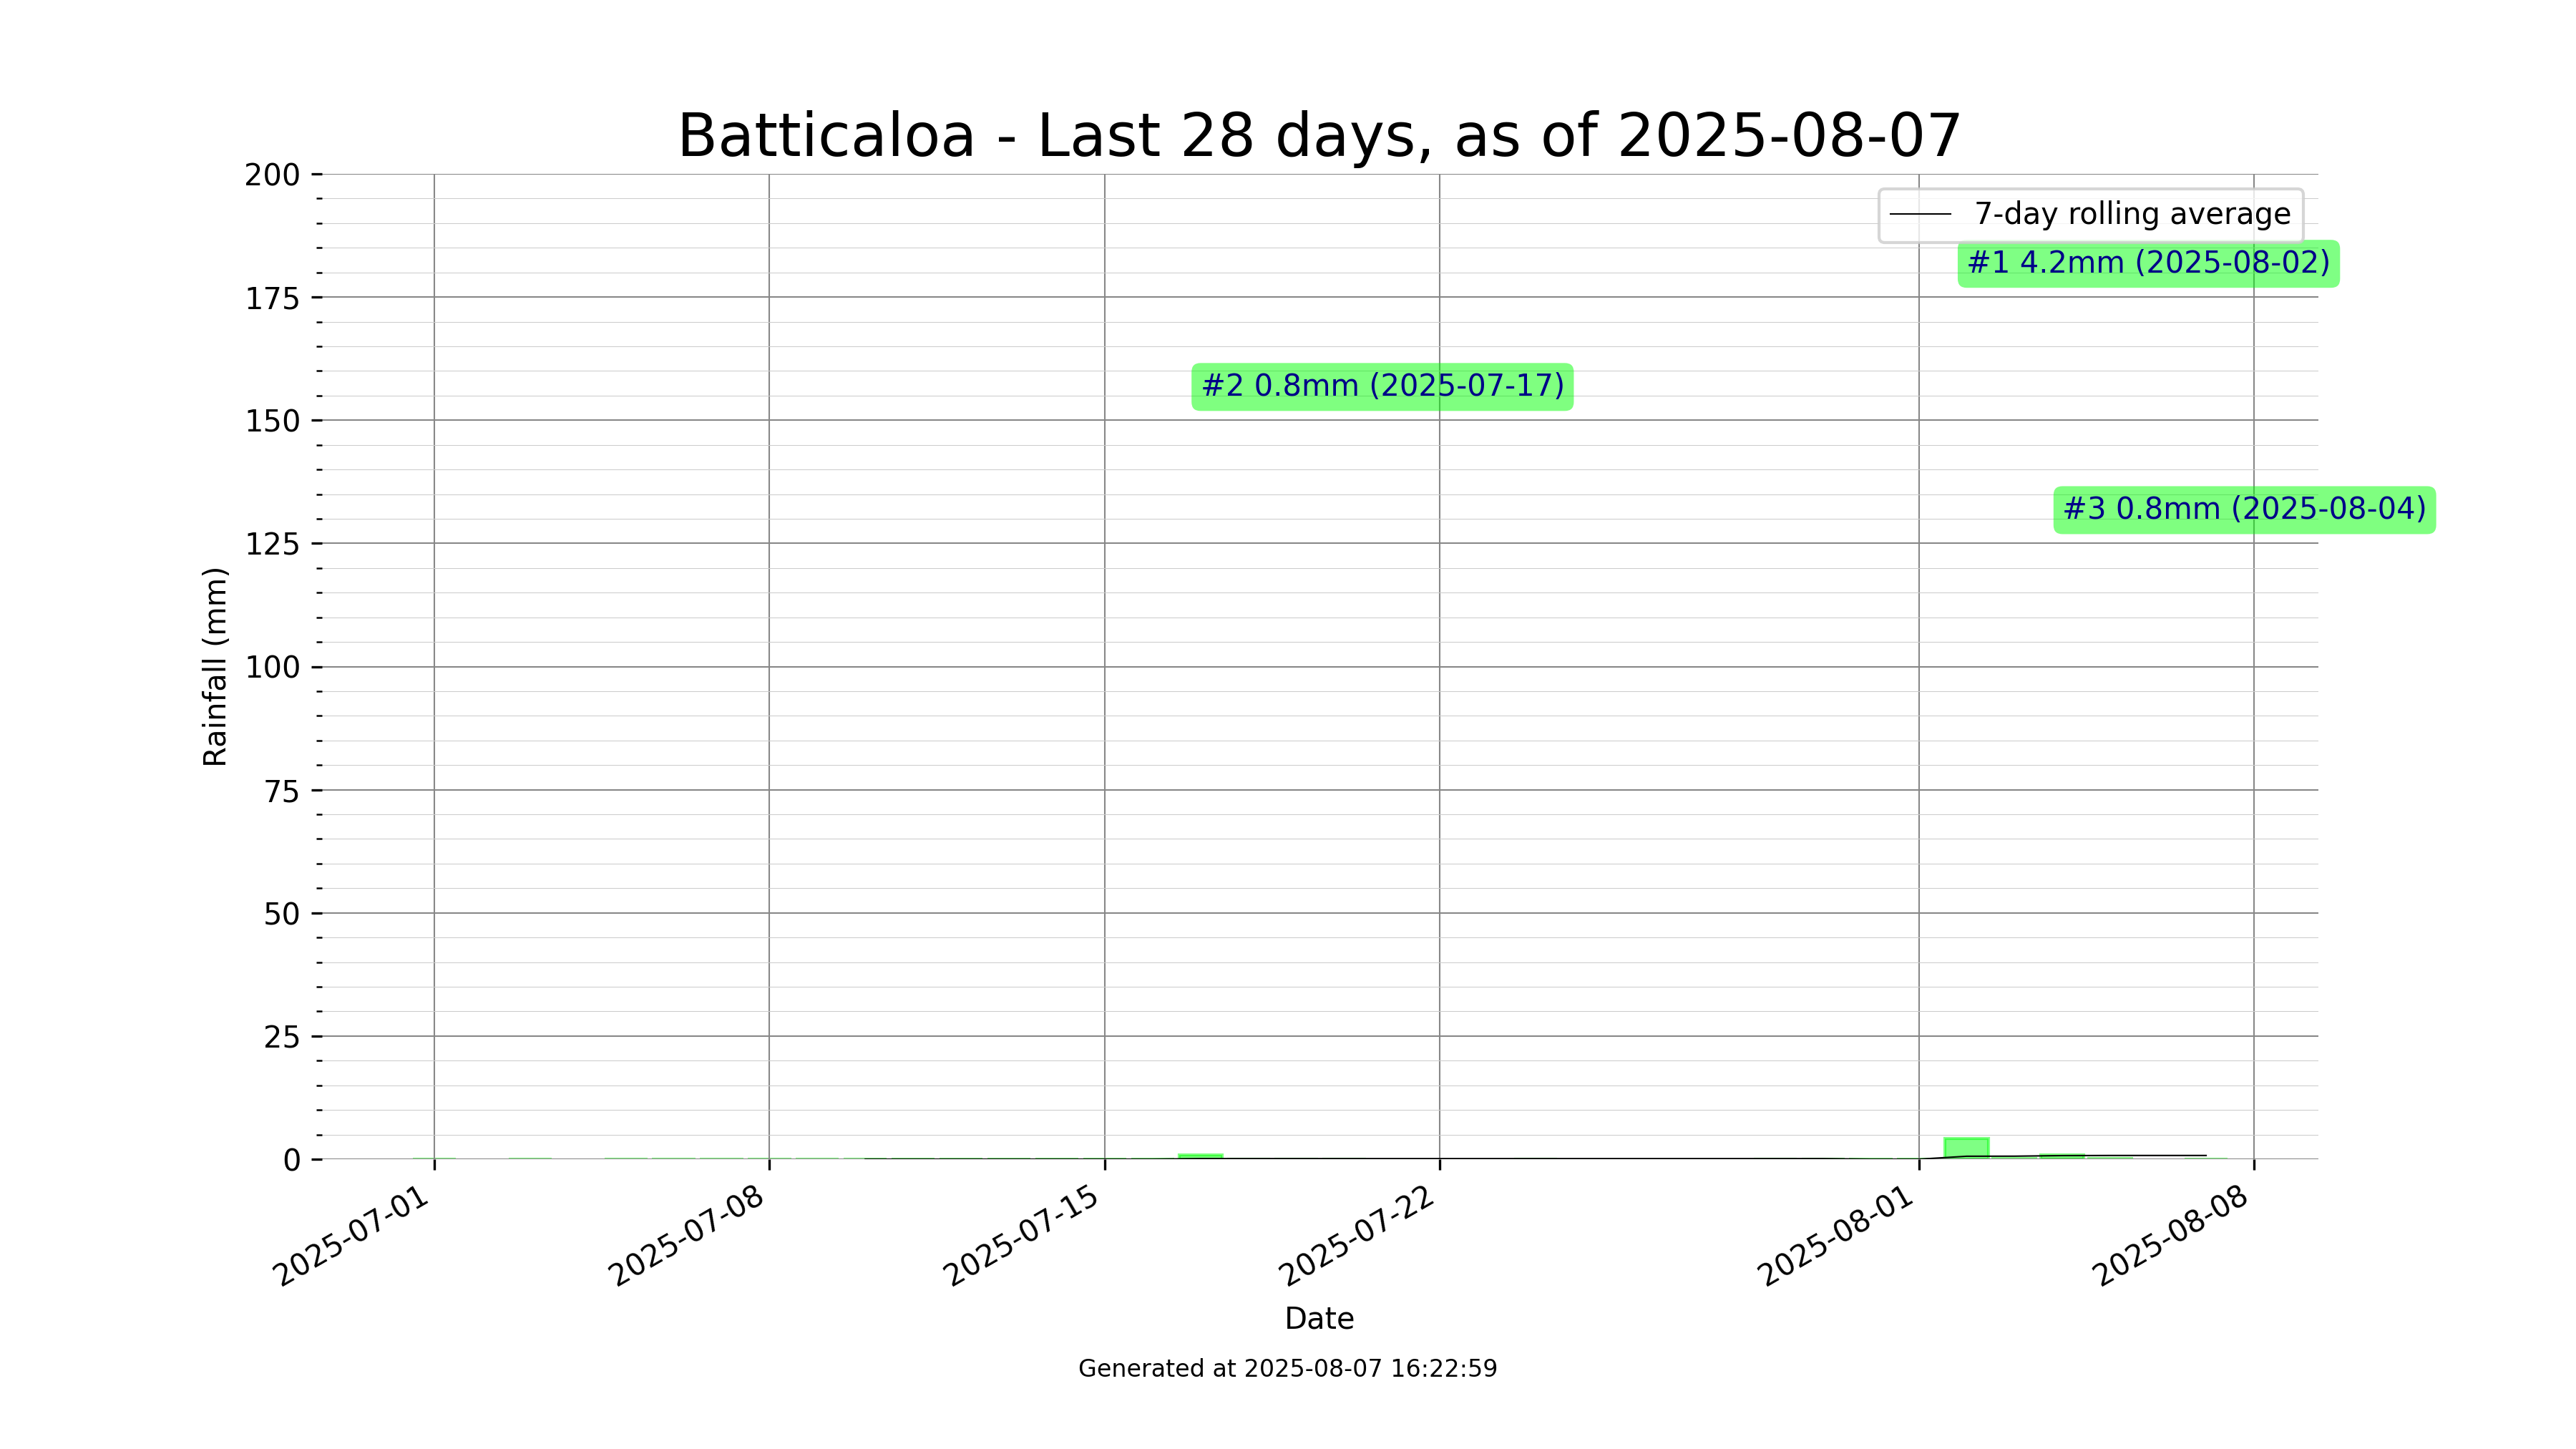 Batticaloa - Last 28 days, as of 2025-08-07
200
175
150
125
100
75
50
25
0
Rainfall (mm)
7-day rolling average
#1 4.2mm (2025-08-02)
#2 0.8mm (2025-07-17)
#3 0.8mm (2025-08-04)
2025-07-01
2025-07-08
2025-07-15
2025-07-22
2025-08-01
2025-08-08
Date
Generated at 2025-08-07 16:22:59